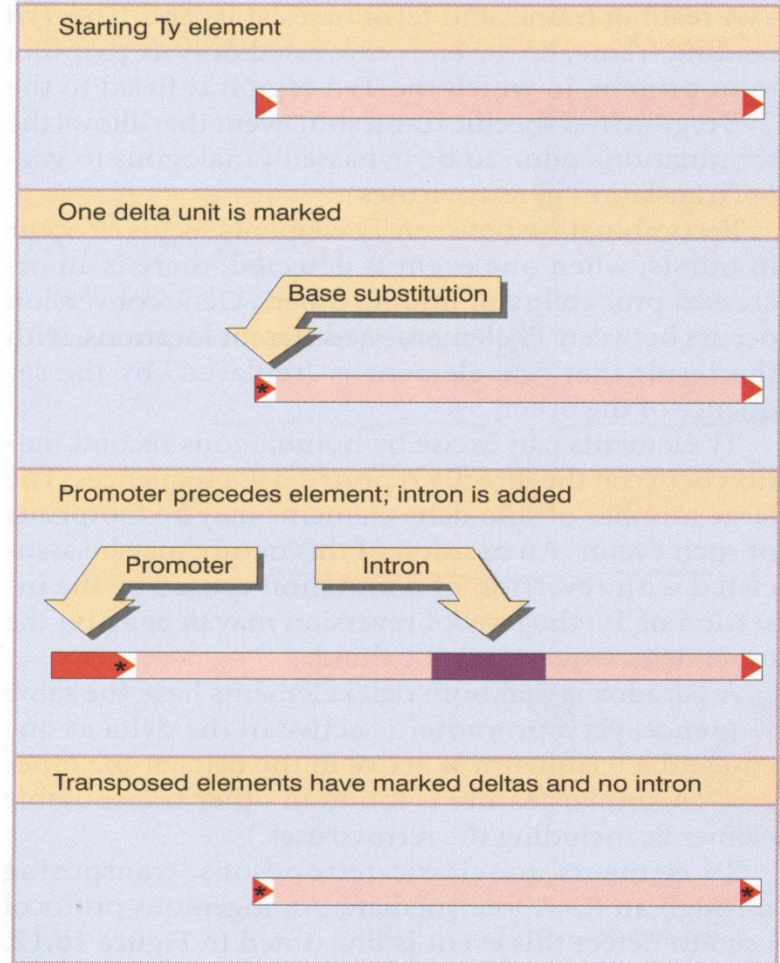 Starting Ty element
One delta unit is marked
Base substitution
*
Promoter precedes element; intron is added
Promoter
Intron
*
Transposed elements have marked deltas and no intron
* *